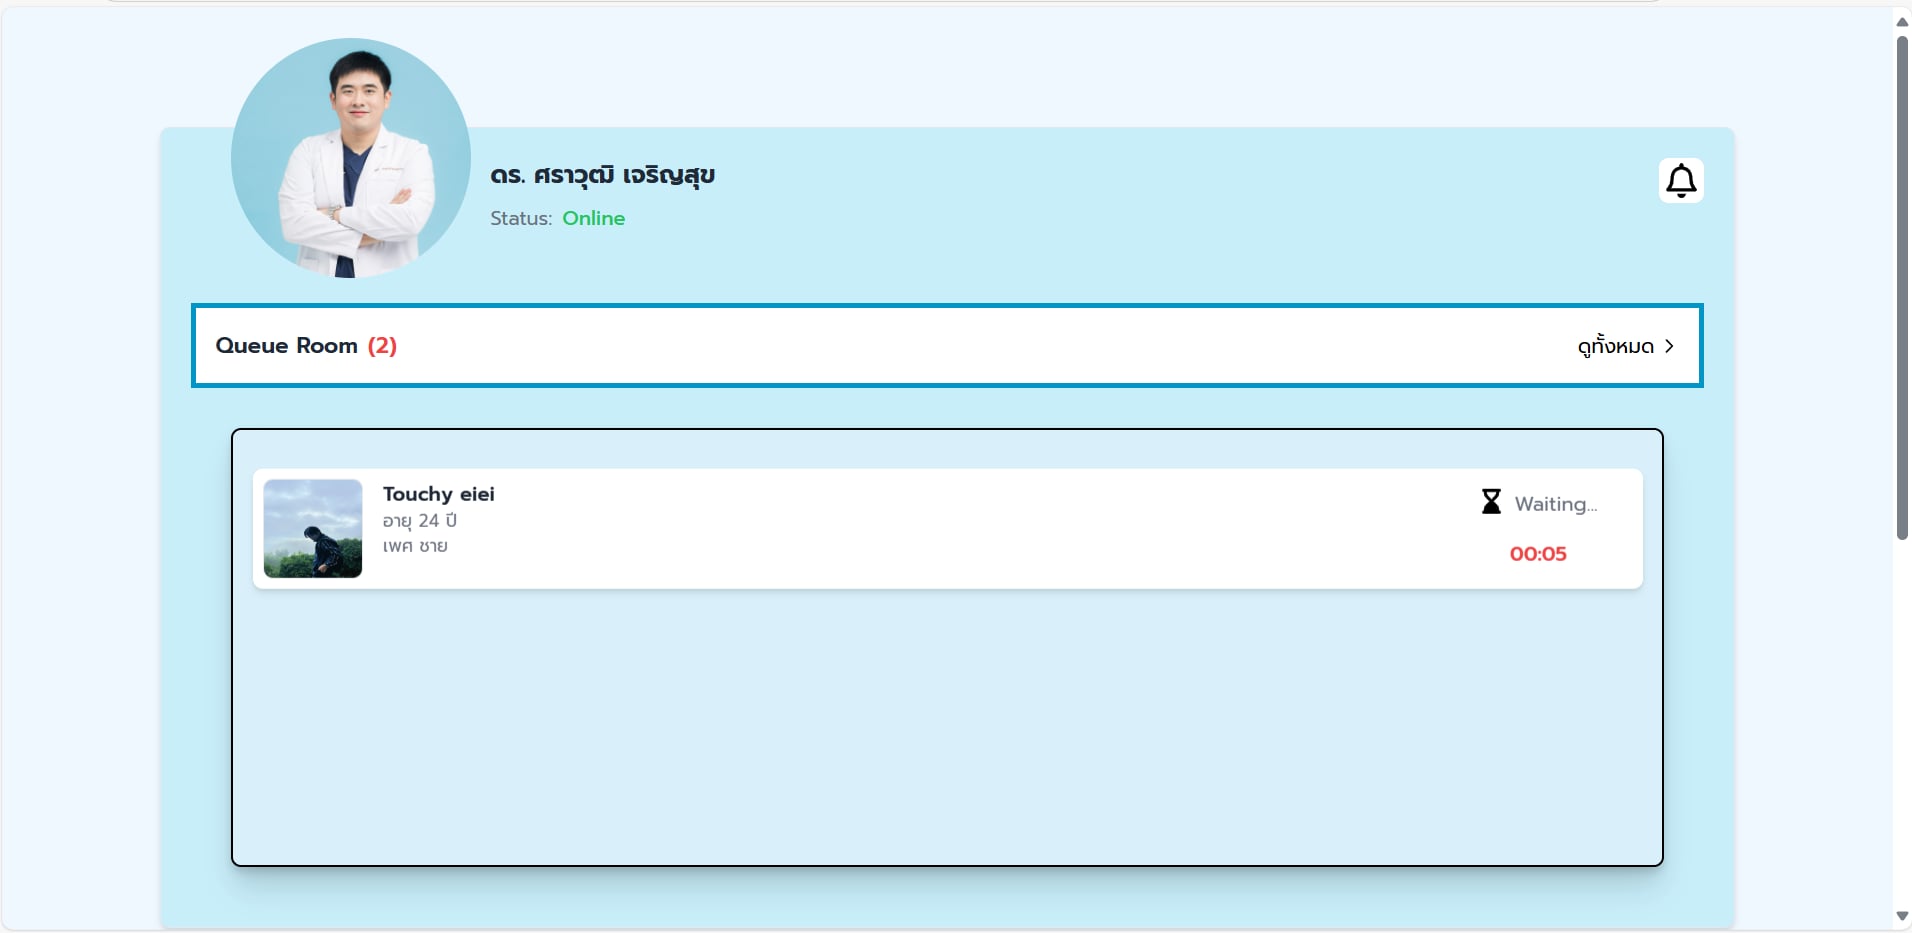 ดร. ศราวุฒิ เจริญสุข
Status: Online
Queue Room (2)
ดูทั้งหมด
Touchy eiei
อายุ 24 ปี
เพศ ชาย
Waiting...
00:05